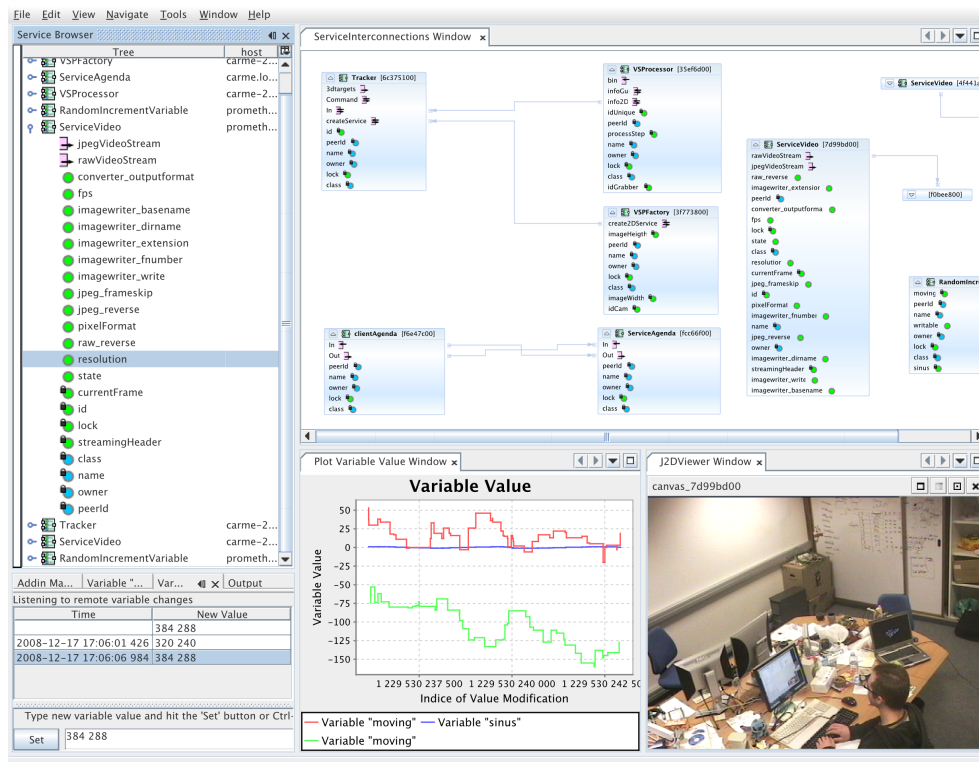 File Edit View Navigate Tools Window Help
Service Browser
Tree host
VSPFactory carme-2...
ServiceAgenda carme.lo...
VSProcessor carme-2...
RandomIncrementVariable prometh...
ServiceVideo prometh...
jpegVideoStream
rawVideoStream
converter_outputformat
fps
imagewriter_basename
imagewriter_dirname
imagewriter_extension
imagewriter_fnumber
imagewriter_write
jpeg_frameskip
jpeg_reverse
pixelFormat
raw_reverse
resolution
state
currentFrame
id
lock
streamingHeader
class
name
owner
peerId
Tracker carme-2...
ServiceVideo carme-2...
RandomIncrementVariable prometh...
Addin Ma... Variable "... Var... Output
Listening to remote variable changes
Time New Value
384 288
2008-12-17 17:06:01 426 320 240
2008-12-17 17:06:06 984 384 288
Type new variable value and hit the 'Set' button or Ctrl-
Set 384 288
ServiceInterconnections Window
Tracker [6c375100]
3dtargets
Command
In
createService
id
peerId
name
owner
lock
class
VSProcessor [35ef6d00]
bin
infoGu
info2D
idUnique
peerId
processStep
name
owner
lock
class
idGrabber
VSPFactory [3f773800]
create2DService
imageHeigth
peerId
name
owner
lock
class
imageWidth
idCam
clientAgenda [f6e47c00]
In
Out
peerId
name
owner
lock
class
ServiceAgenda [fcc66f00]
In
Out
peerId
name
owner
lock
class
ServiceVideo [4f441a
ServiceVideo [7d99bd00]
rawVideoStream
jpegVideoStream
raw_reverse
imagewriter_extensior
peerId
converter_outputforma
fps
lock
state
class
resolutior
currentFrame
jpeg_frameskip
id
pixelFormat
imagewriter_fnumber
name
jpeg_reverse
owner
imagewriter_dirname
streamingHeader
imagewriter_write
imagewriter_basename
[f0bee800]
RandomIncre
moving
peerId
name
writable
owner
lock
class
sinus
Plot Variable Value Window
Variable Value
50
25
0
-25
-50
-75
-100
-125
-150
Variable Value
1 229 530 237 500 1 229 530 240 000 1 229 530 242 50
Indice of Value Modification
Variable "moving" Variable "sinus"
Variable "moving"
J2DViewer Window
canvas_7d99bd00